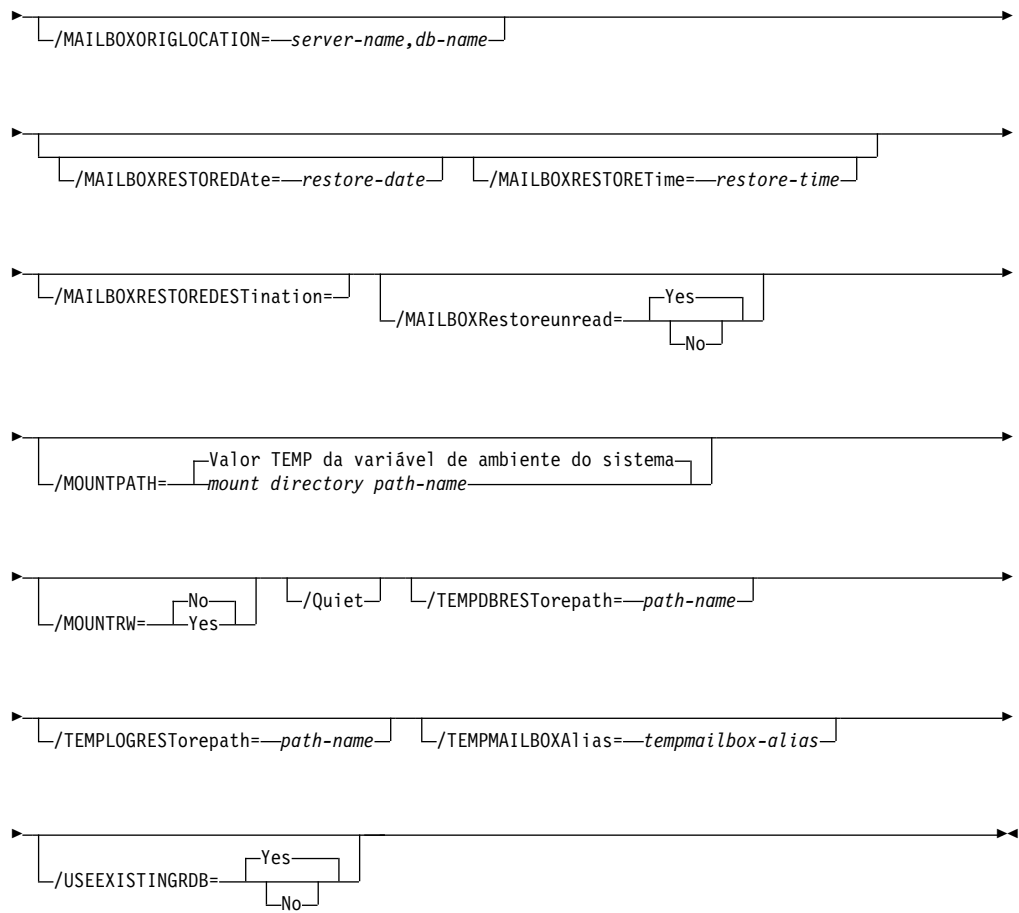 /MAILBOXORIGLOCATION= server-name,db-name
/MAILBOXRESTOREDAte= restore-date /MAILBOXRESTORETime= restore-time
/MAILBOXRESTOREDESTination=
Yes
/MAILBOXRestoreunread=
No
Valor TEMP da variável de ambiente do sistema
/MOUNTPATH= mount directory path-name
No
/MOUNTRW= Yes /Quiet /TEMPDBRESTorepath= path-name
/TEMPLOGRESTorepath= path-name /TEMPMAILBOXAlias= tempmailbox-alias
Yes
/USEEXISTINGRDB=
No